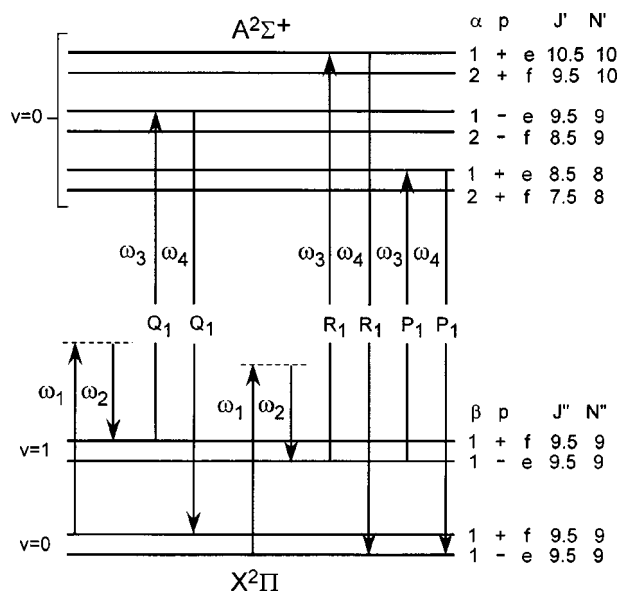 A²Σ+
α p J' N'
1 + e 10.5 10
2 + f 9.5 10
v=0
1 - e 9.5 9
2 - f 8.5 9
1 + e 8.5 8
2 + f 7.5 8
ω3 ω4 ω3 ω4 ω3 ω4
Q1 Q1 R1 R1 P1 P1
ω1 ω2 ω1 ω2
β p J'' N''
v=1
1 + f 9.5 9
1 - e 9.5 9
v=0
1 + f 9.5 9
1 - e 9.5 9
X²Π